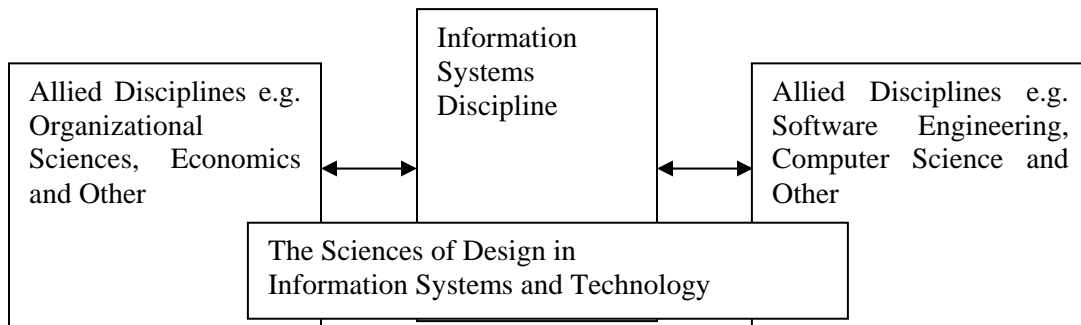 Allied Disciplines e.g.
Organizational
Sciences, Economics
and Other
Information
Systems
Discipline
Allied Disciplines e.g.
Software Engineering,
Computer Science and
Other
The Sciences of Design in
Information Systems and Technology